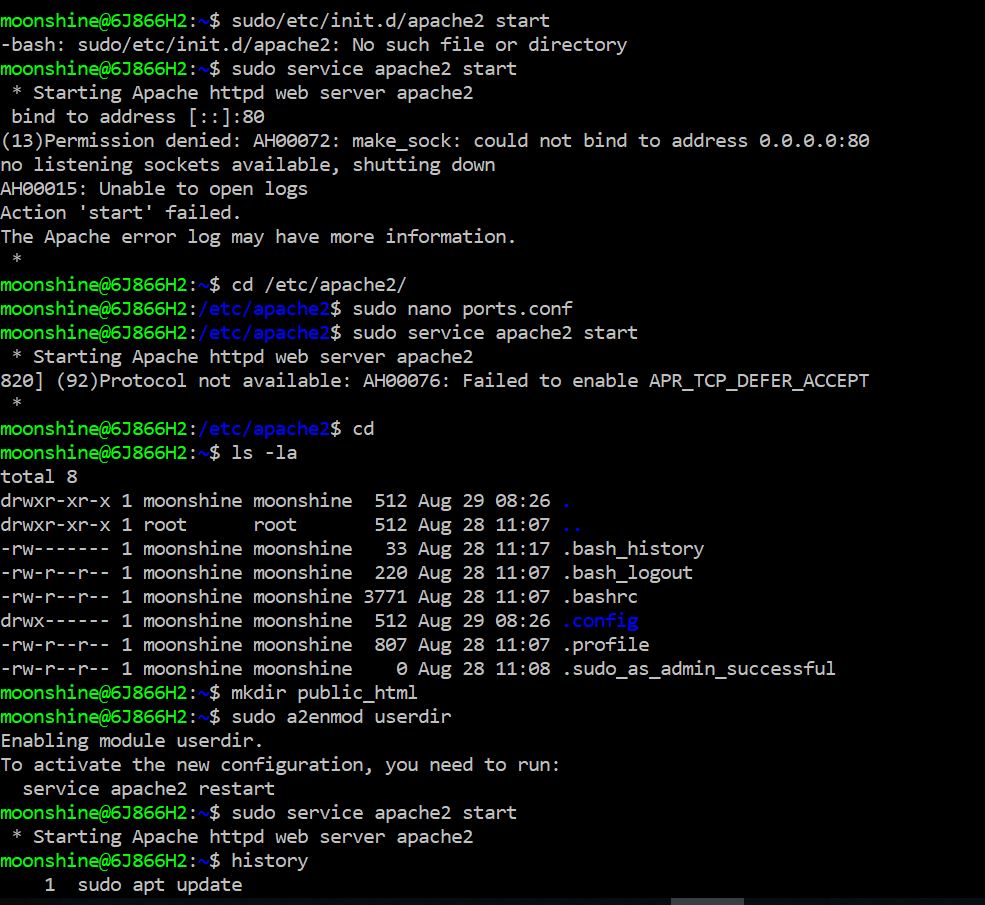 moonshine@6J866H2:~$ sudo/etc/init.d/apache2 start
-bash: sudo/etc/init.d/apache2: No such file or directory
moonshine@6J866H2:~$ sudo service apache2 start
 * Starting Apache httpd web server apache2
 bind to address [::]:80
(13)Permission denied: AH00072: make_sock: could not bind to address 0.0.0.0:80
no listening sockets available, shutting down
AH00015: Unable to open logs
Action 'start' failed.
The Apache error log may have more information.
 *
moonshine@6J866H2:~$ cd /etc/apache2/
moonshine@6J866H2:/etc/apache2$ sudo nano ports.conf
moonshine@6J866H2:/etc/apache2$ sudo service apache2 start
 * Starting Apache httpd web server apache2
820] (92)Protocol not available: AH00076: Failed to enable APR_TCP_DEFER_ACCEPT
 *
moonshine@6J866H2:/etc/apache2$ cd
moonshine@6J866H2:~$ ls -la
total 8
drwxr-xr-x 1 moonshine moonshine  512 Aug 29 08:26 .
drwxr-xr-x 1 root      root       512 Aug 28 11:07 ..
-rw------- 1 moonshine moonshine   33 Aug 28 11:17 .bash_history
-rw-r--r-- 1 moonshine moonshine  220 Aug 28 11:07 .bash_logout
-rw-r--r-- 1 moonshine moonshine 3771 Aug 28 11:07 .bashrc
drwx------ 1 moonshine moonshine  512 Aug 29 08:26 .config
-rw-r--r-- 1 moonshine moonshine  807 Aug 28 11:07 .profile
-rw-r--r-- 1 moonshine moonshine    0 Aug 28 11:08 .sudo_as_admin_successful
moonshine@6J866H2:~$ mkdir public_html
moonshine@6J866H2:~$ sudo a2enmod userdir
Enabling module userdir.
To activate the new configuration, you need to run:
  service apache2 restart
moonshine@6J866H2:~$ sudo service apache2 start
 * Starting Apache httpd web server apache2
moonshine@6J866H2:~$ history
    1  sudo apt update